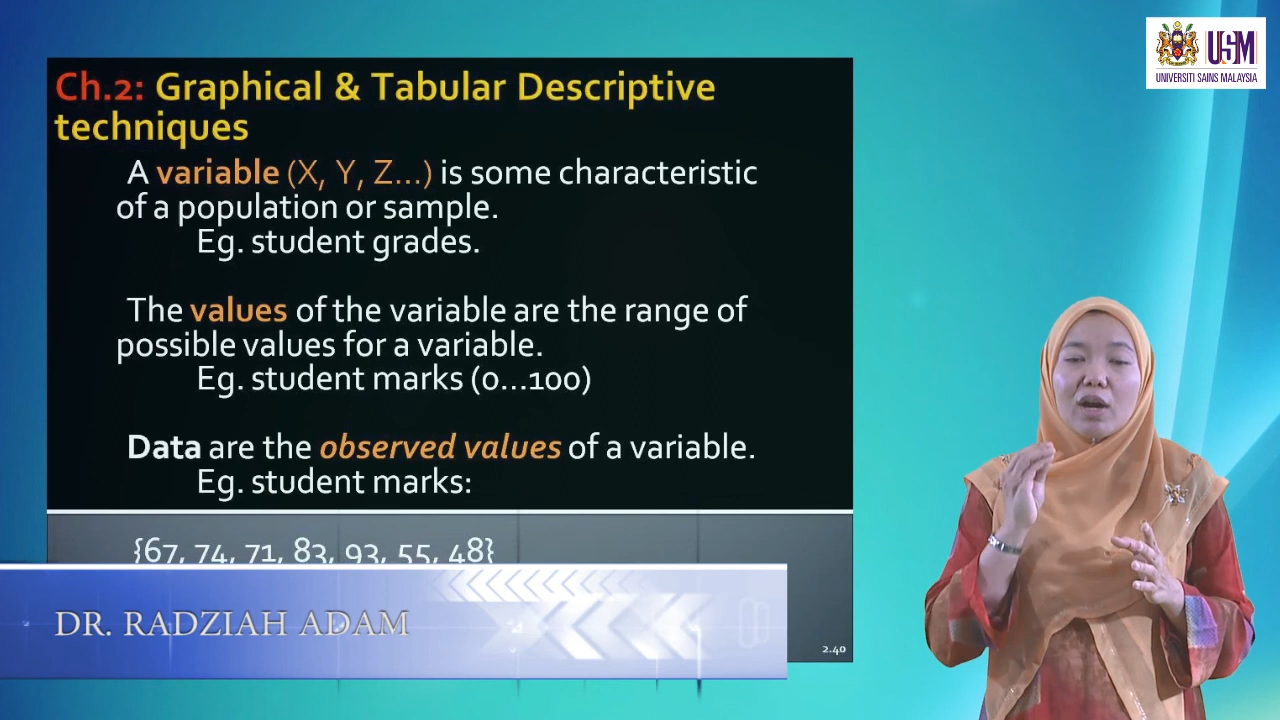 Ch.2: Graphical & Tabular Descriptive
techniques
A variable (X, Y, Z…) is some characteristic
of a population or sample.
Eg. student grades.
The values of the variable are the range of
possible values for a variable.
Eg. student marks (0…100)
Data are the observed values of a variable.
Eg. student marks:
{67, 74, 71, 83, 93, 55, 48}
DR. RADZIAH ADAM
2.40
USM
UNIVERSITI SAINS MALAYSIA